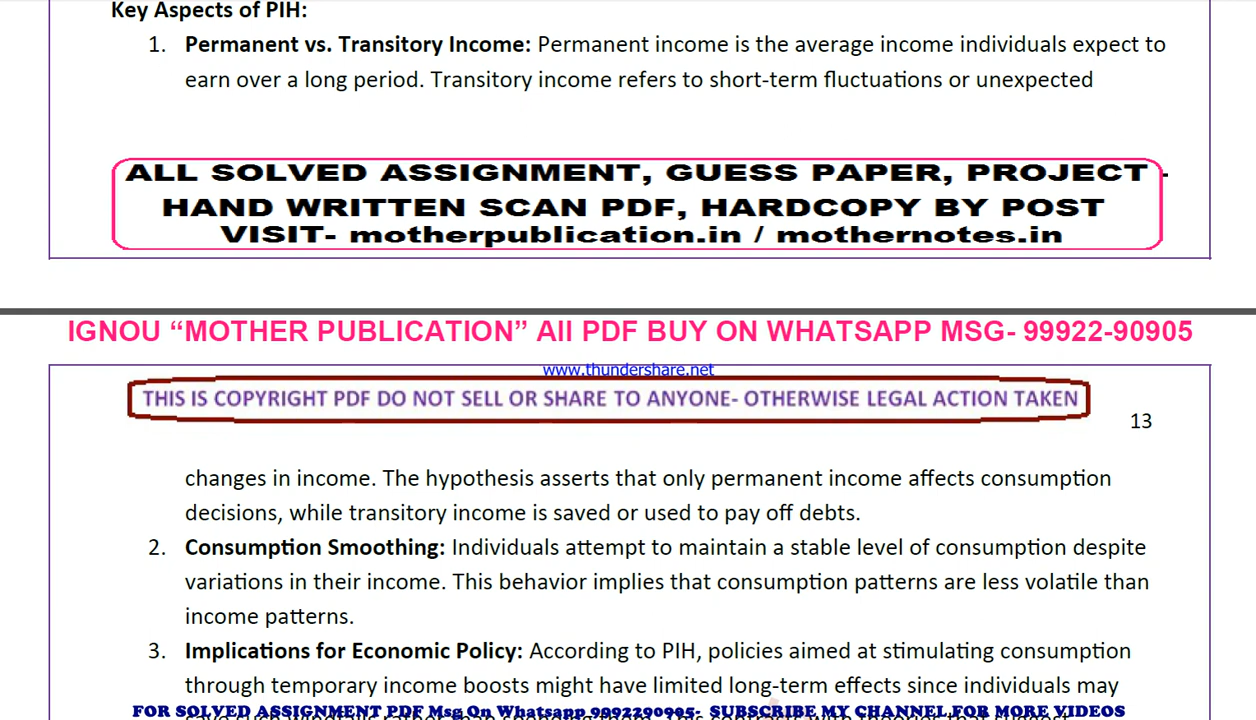 Key Aspects of PIH:
1. Permanent vs. Transitory Income: Permanent income is the average income individuals expect to
earn over a long period. Transitory income refers to short-term fluctuations or unexpected
ALL SOLVED ASSIGNMENT, GUESS PAPER, PROJECT -
HAND WRITTEN SCAN PDF, HARDCOPY BY POST
VISIT- motherpublication.in / mothernotes.in
IGNOU “MOTHER PUBLICATION” All PDF BUY ON WHATSAPP MSG- 99922-90905
www.thundershare.net
THIS IS COPYRIGHT PDF DO NOT SELL OR SHARE TO ANYONE- OTHERWISE LEGAL ACTION TAKEN
13
changes in income. The hypothesis asserts that only permanent income affects consumption
decisions, while transitory income is saved or used to pay off debts.
2. Consumption Smoothing: Individuals attempt to maintain a stable level of consumption despite
variations in their income. This behavior implies that consumption patterns are less volatile than
income patterns.
3. Implications for Economic Policy: According to PIH, policies aimed at stimulating consumption
through temporary income boosts might have limited long-term effects since individuals may
FOR SOLVED ASSIGNMENT PDF Msg On Whatsapp 9992290905- SUBSCRIBE MY CHANNEL FOR MORE VIDEOS